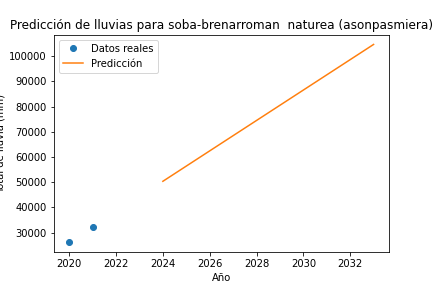 Predicción de lluvias para soba-brenarroman  naturea (asonpasmiera)
Datos reales
Predicción
100000
90000
80000
70000
60000
50000
40000
30000
Total de lluvia (mm)
2020 2022 2024 2026 2028 2030 2032
Año